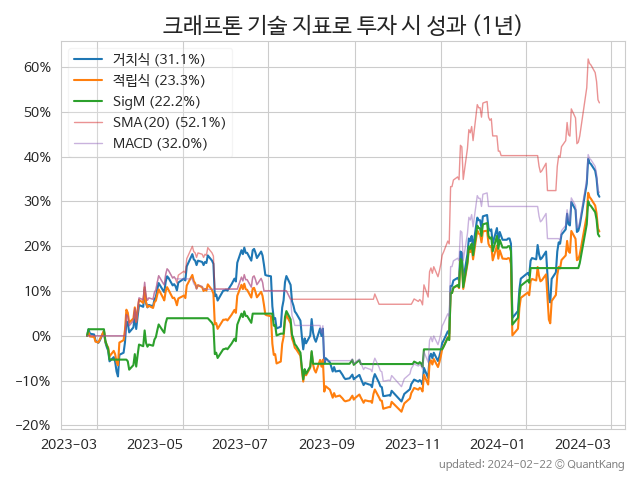 크래프톤 기술 지표로 투자 시 성과 (1년)
거치식 (31.1%)
적립식 (23.3%)
SigM (22.2%)
SMA(20) (52.1%)
MACD (32.0%)
60%
50%
40%
30%
20%
10%
0%
−10%
−20%
2023-03 2023-05 2023-07 2023-09 2023-11 2024-01 2024-03
updated: 2024-02-22 © QuantKang